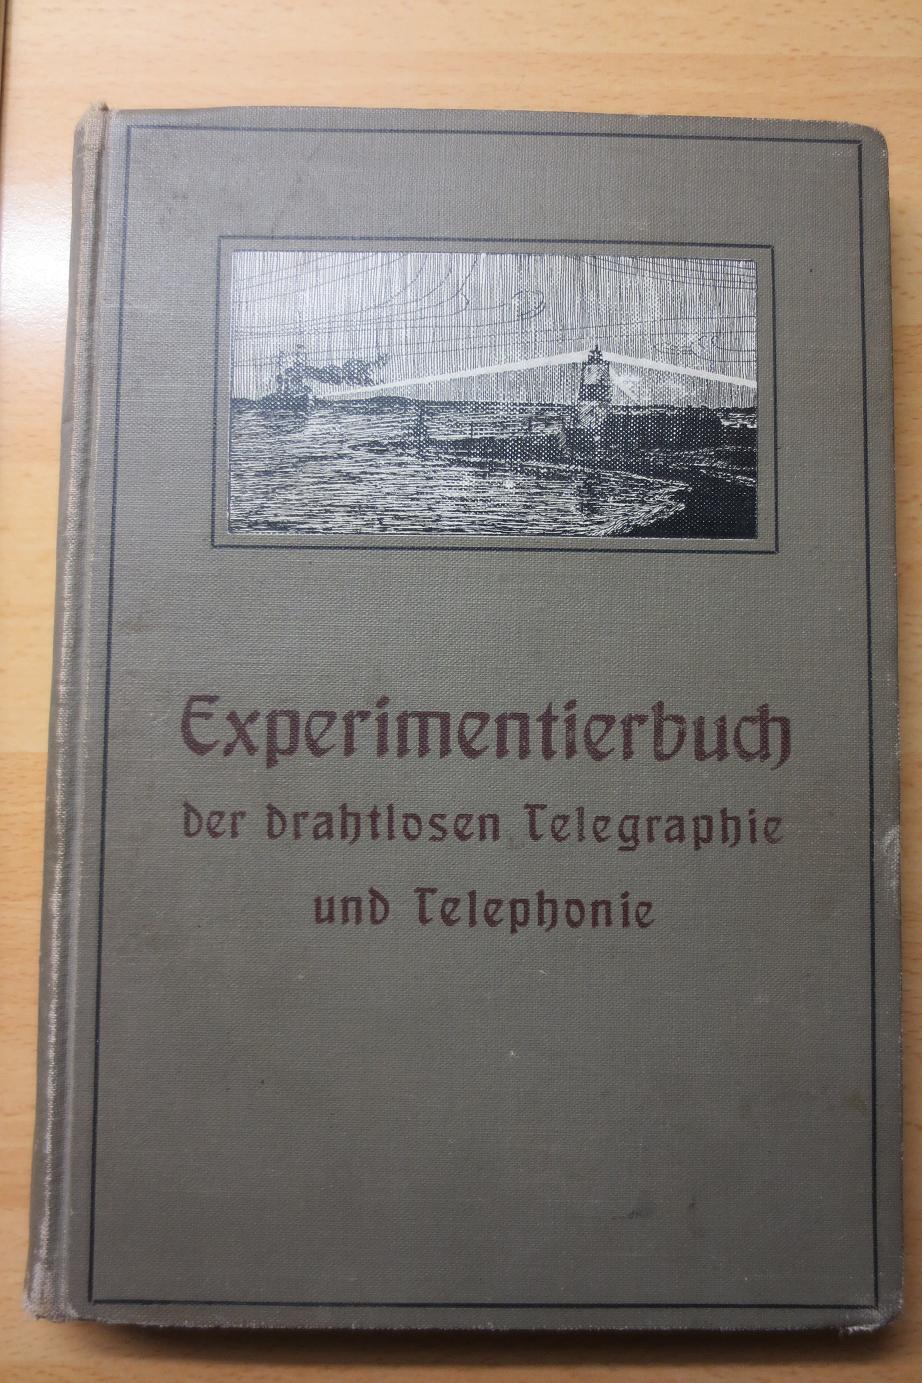 Experimentierbuch
der drahtlosen Telegraphie
und Telephonie